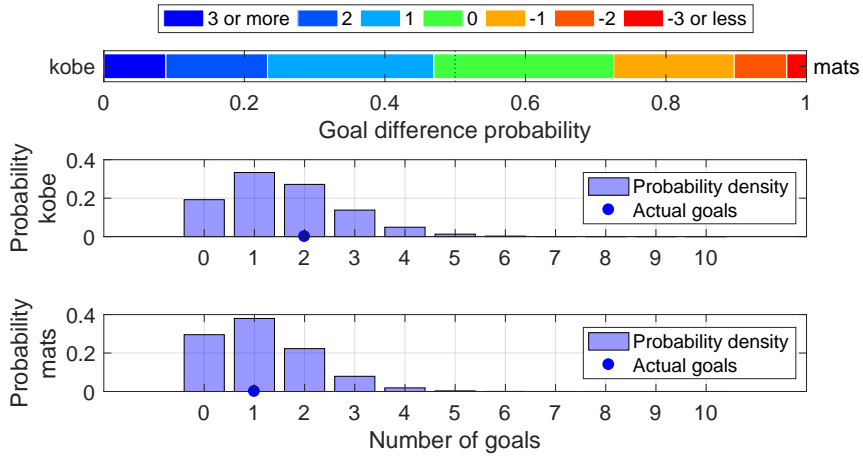 3 or more 2 1 0 -1 -2 -3 or less
kobe mats
0 0.2 0.4 0.6 0.8 1
Goal difference probability
Probability
kobe
0.4
0.2
0
Probability density
Actual goals
0 1 2 3 4 5 6 7 8 9 10
Probability
mats
0.4
0.2
0
Probability density
Actual goals
0 1 2 3 4 5 6 7 8 9 10
Number of goals